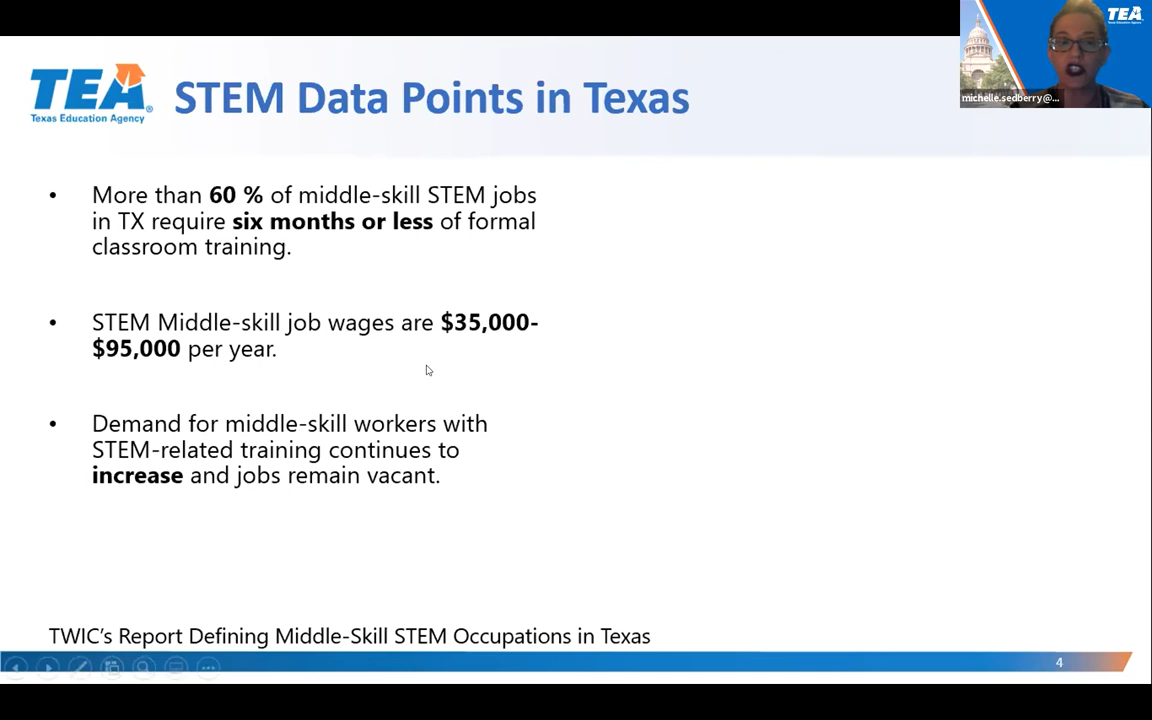 TEA
Texas Education Agency
michelle.sedberry@...
TEA
Texas Education Agency
STEM Data Points in Texas
• More than 60 % of middle-skill STEM jobs
in TX require six months or less of formal
classroom training.
• STEM Middle-skill job wages are $35,000-
$95,000 per year.
• Demand for middle-skill workers with
STEM-related training continues to
increase and jobs remain vacant.
TWIC’s Report Defining Middle-Skill STEM Occupations in Texas
4